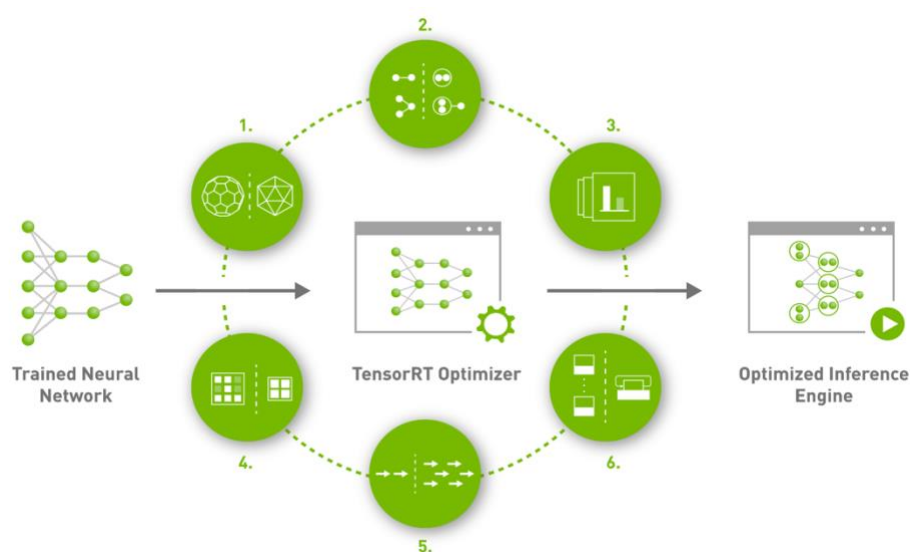 2.
1.
3.
Trained Neural
Network
TensorRT Optimizer
Optimized Inference
Engine
4.
6.
5.